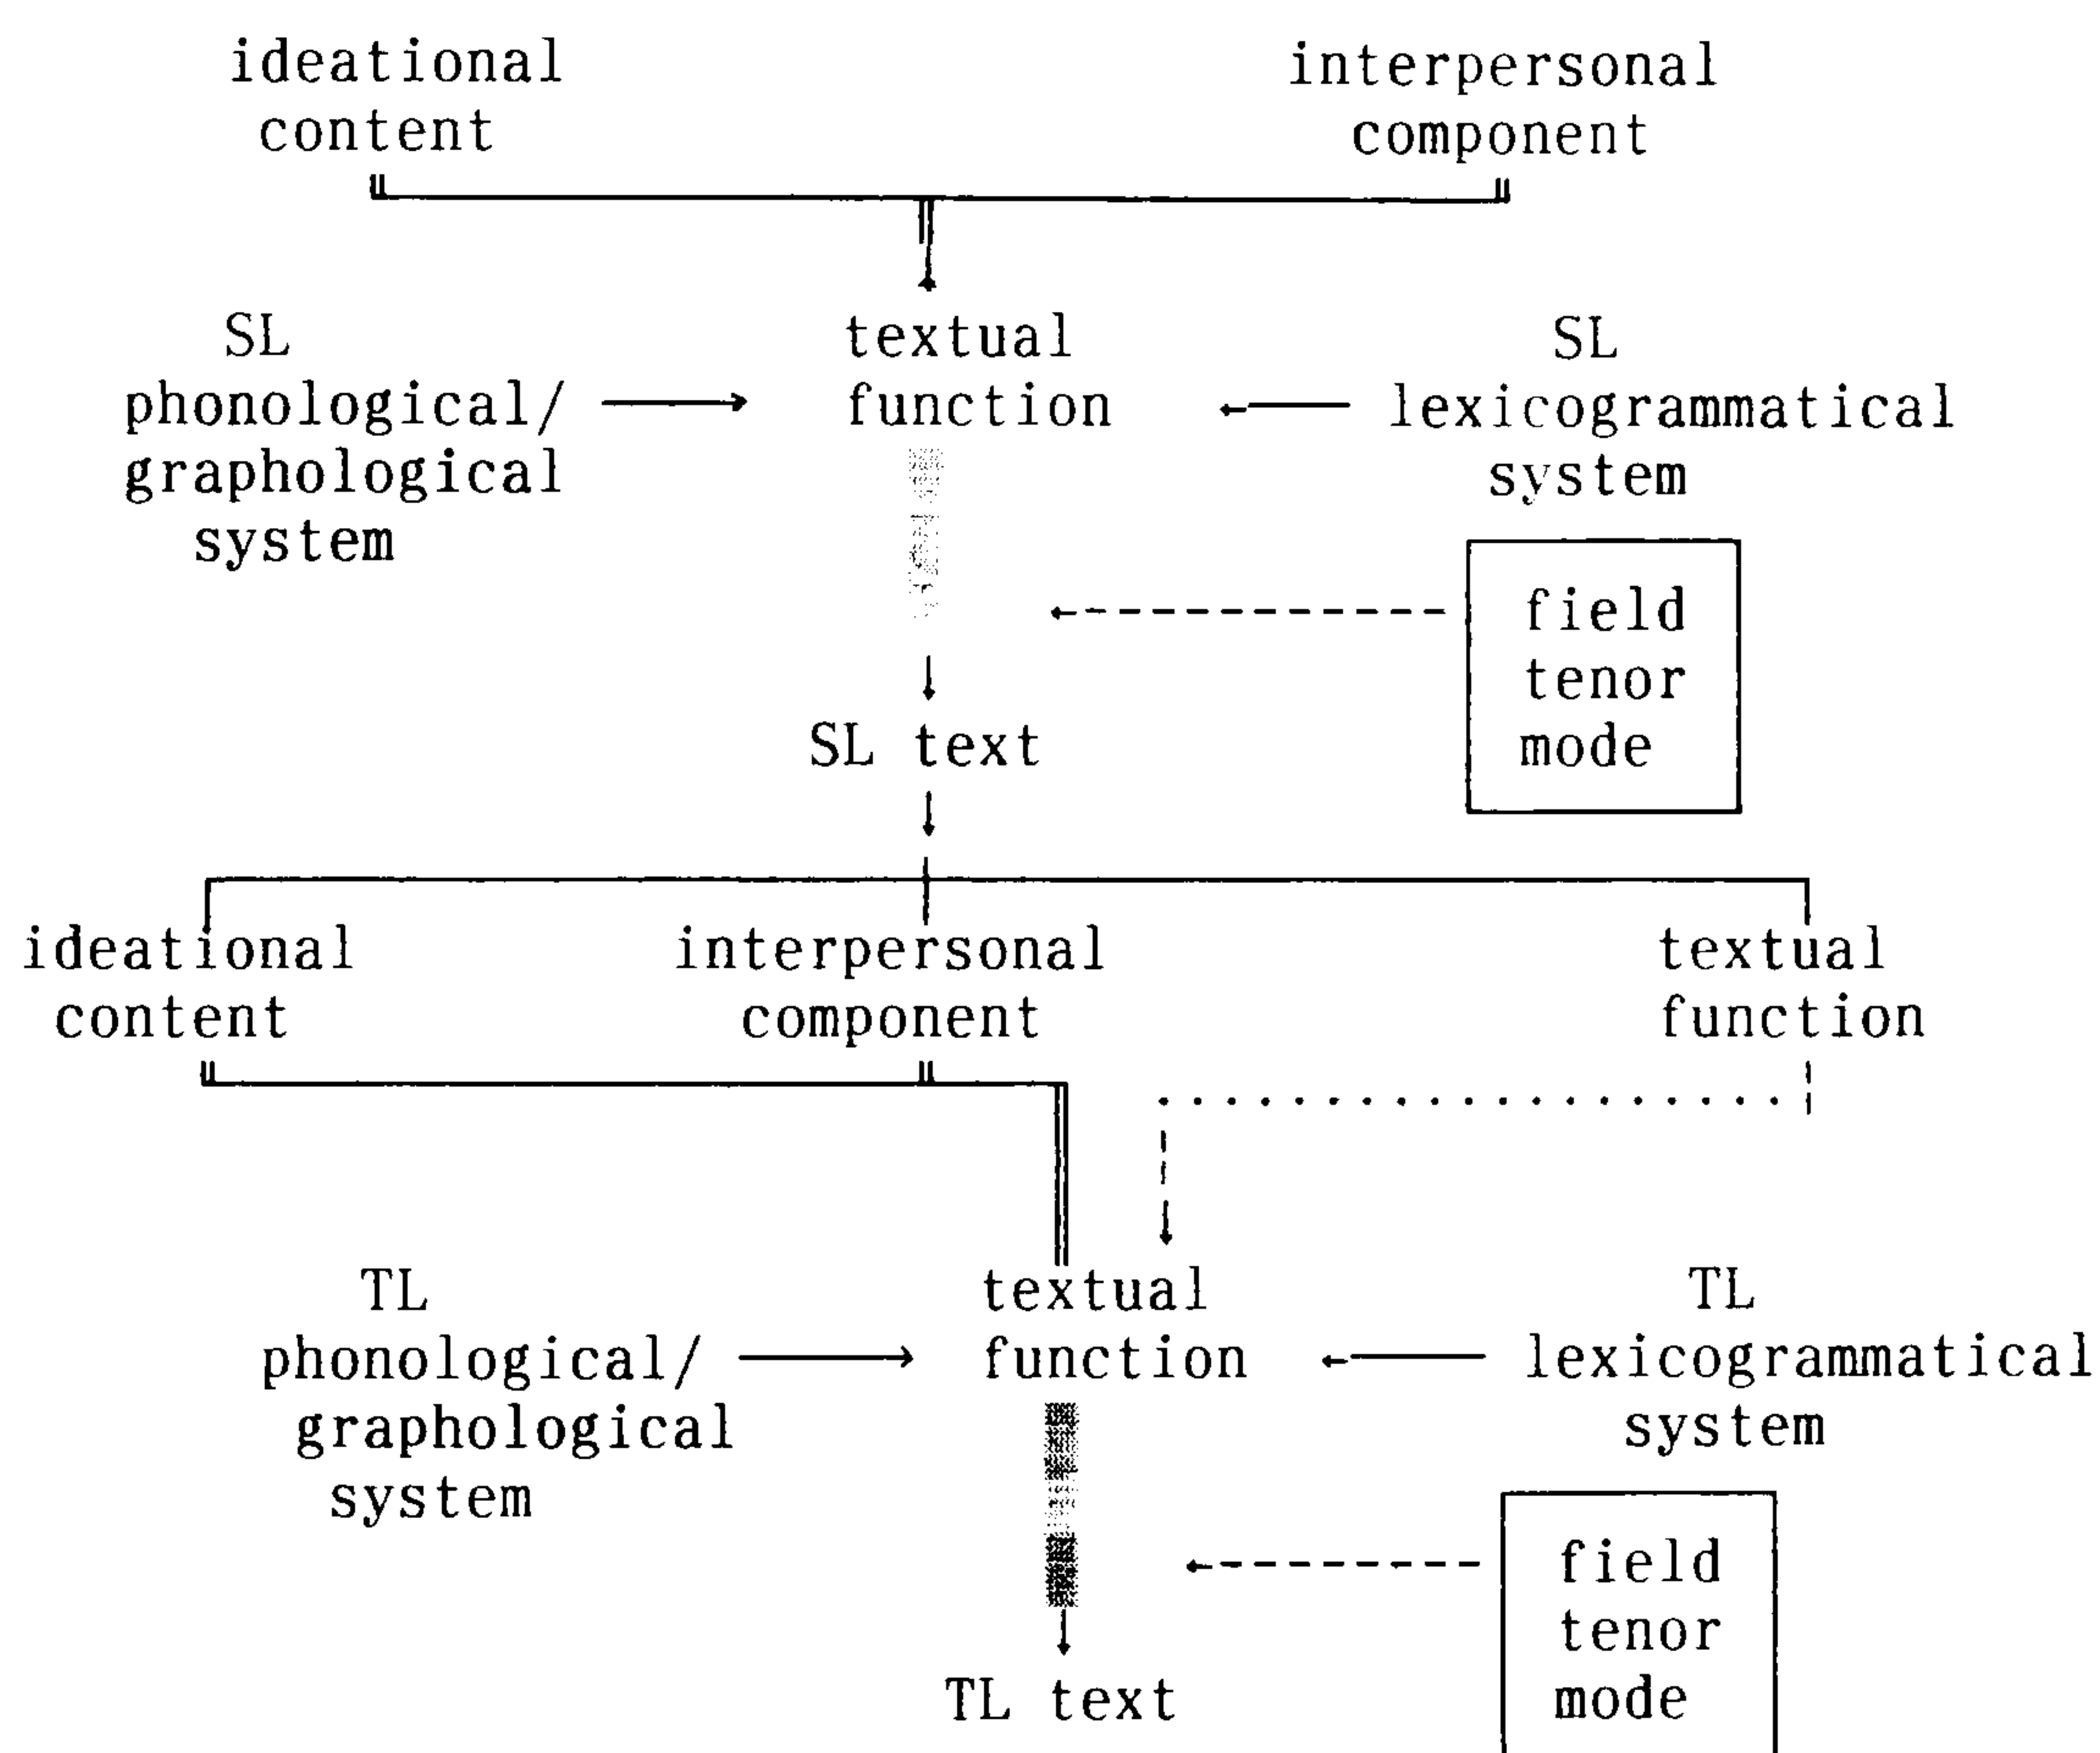 ideational
content
interpersonal
component
SL
phonological/
graphological
system
textual
function
SL
lexicogrammatical
system
field
tenor
mode
SL text
ideational
content
interpersonal
component
textual
function
TL
phonological/
graphological
system
textual
function
TL
lexicogrammatical
system
field
tenor
mode
TL text